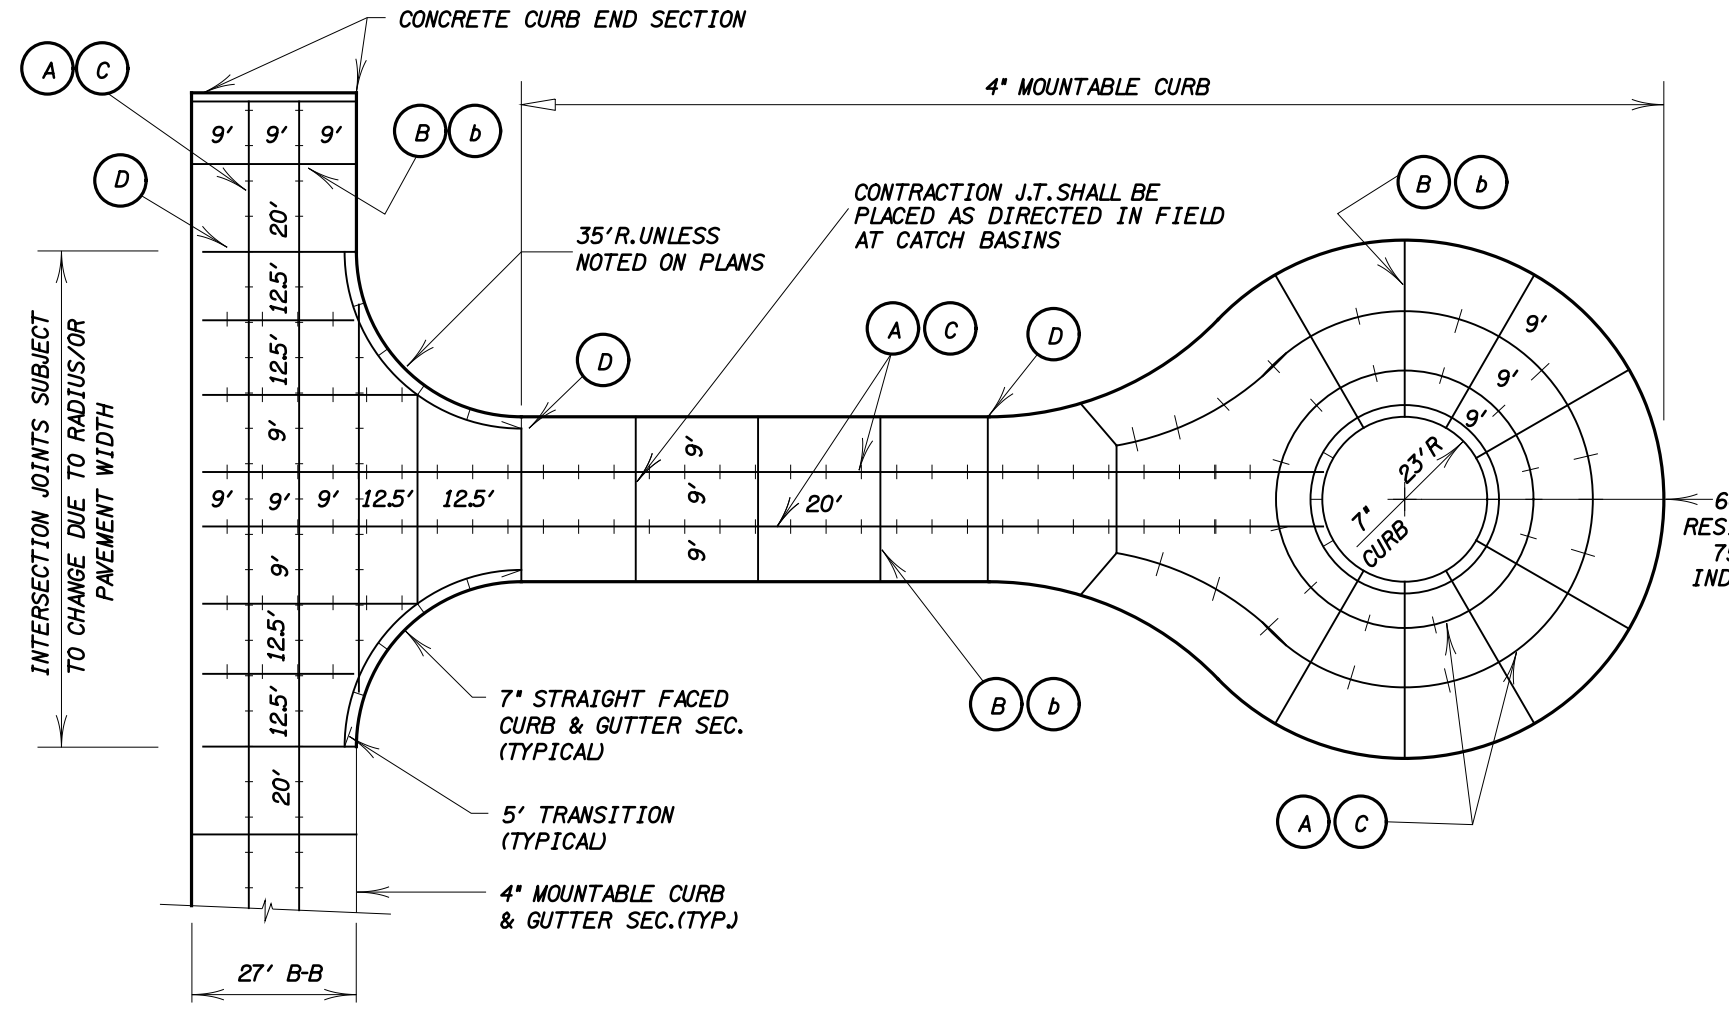 CONCRETE CURB END SECTION
A C
4" MOUNTABLE CURB
9' 9' 9'
B b
D
B b
CONTRACTION J.T. SHALL BE
PLACED AS DIRECTED IN FIELD
AT CATCH BASINS
20'
35'R. UNLESS
NOTED ON PLANS
12.5'
12.5'
9'
INTERSECTION JOINTS SUBJECT
TO CHANGE DUE TO RADIUS/OR
PAVEMENT WIDTH
A C
D
D
9'
9'
9'
9'
9'
9'
23'R
7"
CURB
9' 9' 9' 12.5' 12.5'
20'
6
RES
75
IND
9'
12.5'
12.5'
20'
7" STRAIGHT FACED
CURB & GUTTER SEC.
(TYPICAL)
B b
5' TRANSITION
(TYPICAL)
A C
4" MOUNTABLE CURB
& GUTTER SEC. (TYP.)
27' B-B